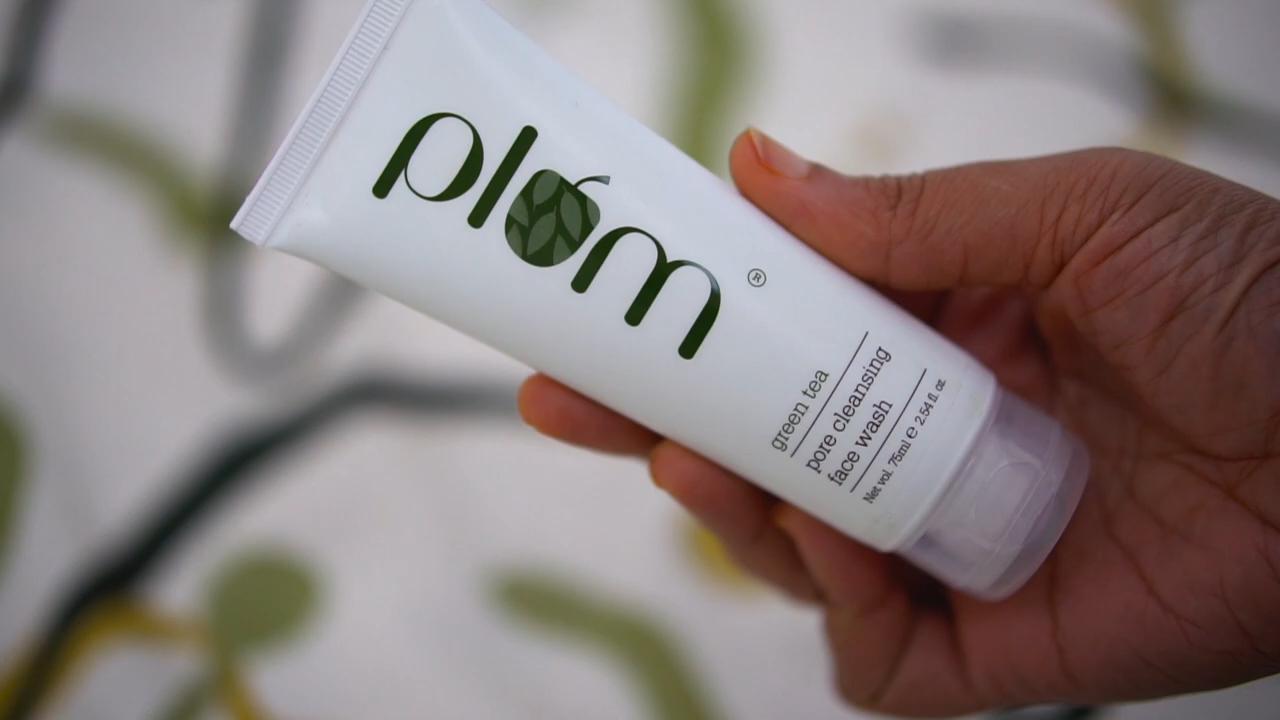 plum
®
green tea
pore cleansing
face wash
Net vol. 75ml ℮ 2.54 fl. oz.